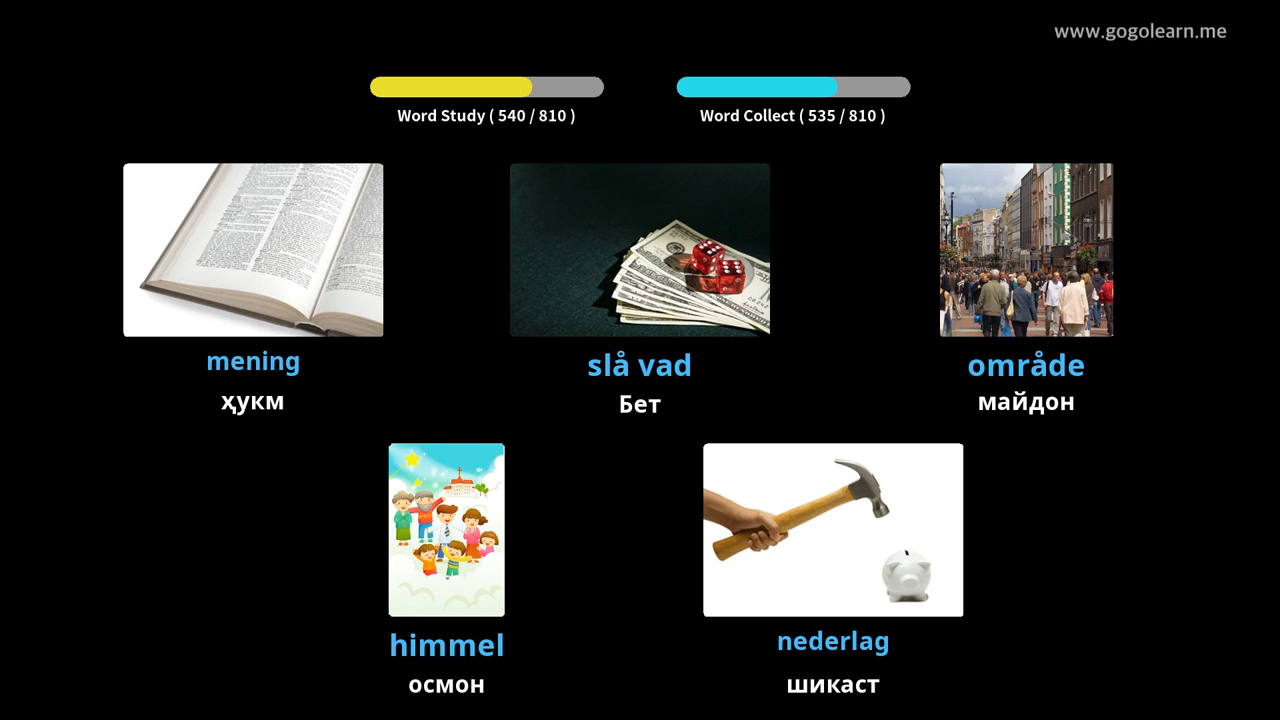 www.gogolearn.me
Word Study ( 540 / 810 )
Word Collect ( 535 / 810 )
mening
slå vad
område
ҳукм
Бет
майдон
himmel
nederlag
осмон
шикаст